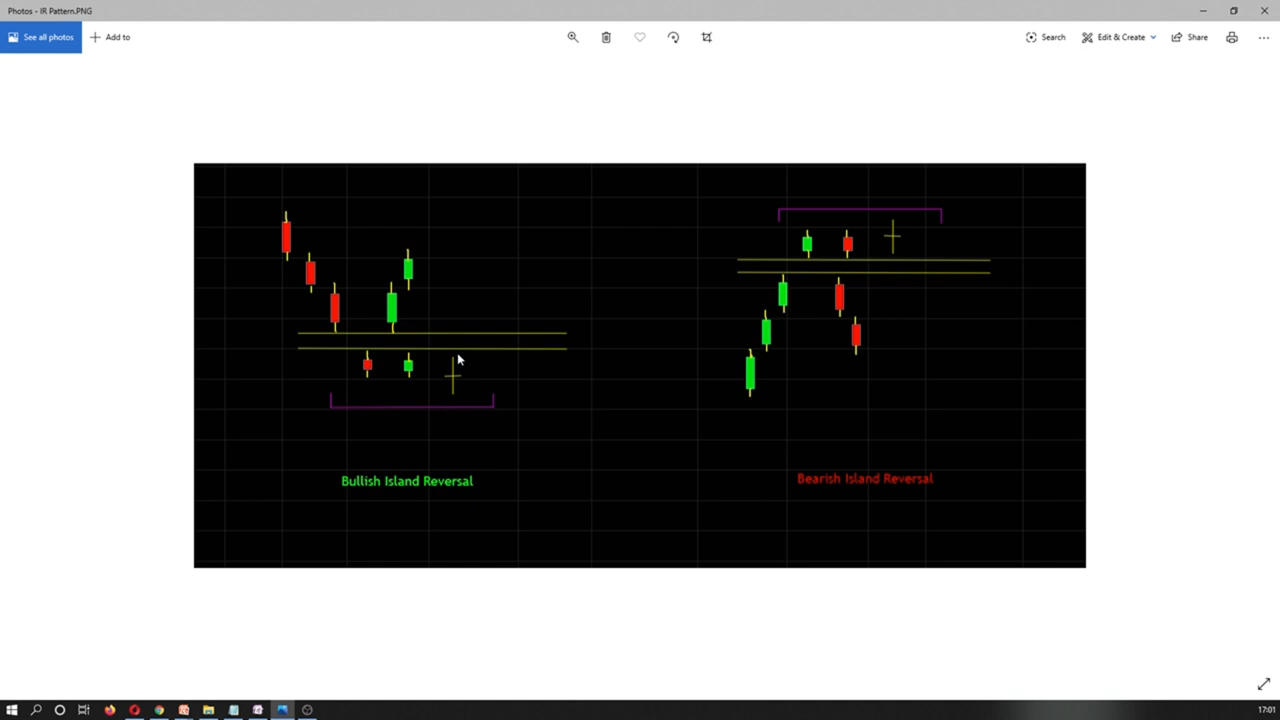 Photos - IR Pattern.PNG
See all photos
Add to
Search
Edit & Create
Share
Bullish Island Reversal
Bearish Island Reversal
17:01